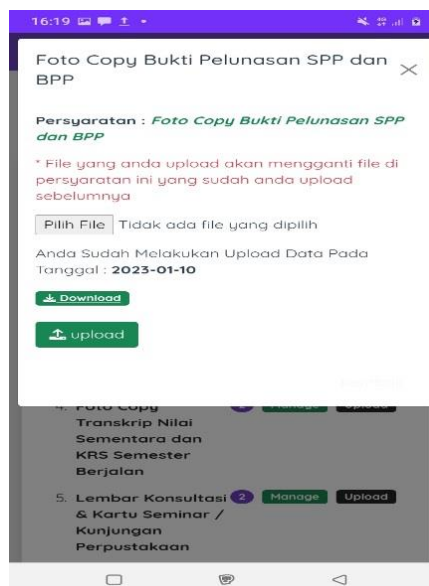 16:19
Foto Copy Bukti Pelunasan SPP dan
BPP
Persyaratan : Foto Copy Bukti Pelunasan SPP
dan BPP
* File yang anda upload akan mengganti file di
persyaratan ini yang sudah anda upload
sebelumnya
Pilih File Tidak ada file yang dipilih
Anda Sudah Melakukan Upload Data Pada
Tanggal : 2023-01-10
Download
upload
4. Foto Copy 2 Manage Upload
Transkrip Nilai
Sementara dan
KRS Semester
Berjalan
5. Lembar Konsultasi 2 Manage Upload
& Kartu Seminar /
Kunjungan
Perpustakaan